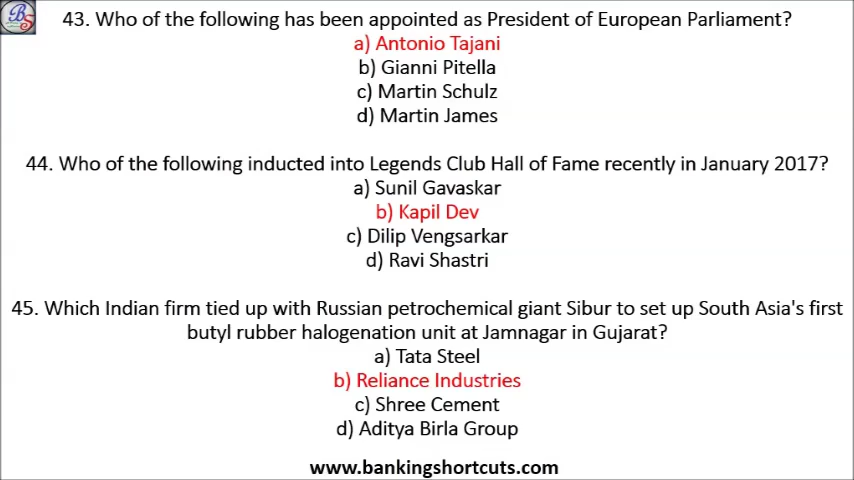 BS
43. Who of the following has been appointed as President of European Parliament?
a) Antonio Tajani
b) Gianni Pitella
c) Martin Schulz
d) Martin James
44. Who of the following inducted into Legends Club Hall of Fame recently in January 2017?
a) Sunil Gavaskar
b) Kapil Dev
c) Dilip Vengsarkar
d) Ravi Shastri
45. Which Indian firm tied up with Russian petrochemical giant Sibur to set up South Asia's first
butyl rubber halogenation unit at Jamnagar in Gujarat?
a) Tata Steel
b) Reliance Industries
c) Shree Cement
d) Aditya Birla Group
www.bankingshortcuts.com